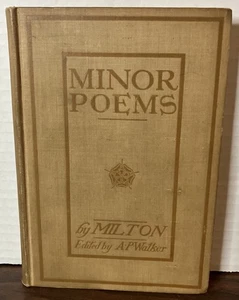 MINOR
POEMS
by MILTON
Edited by A P Walker